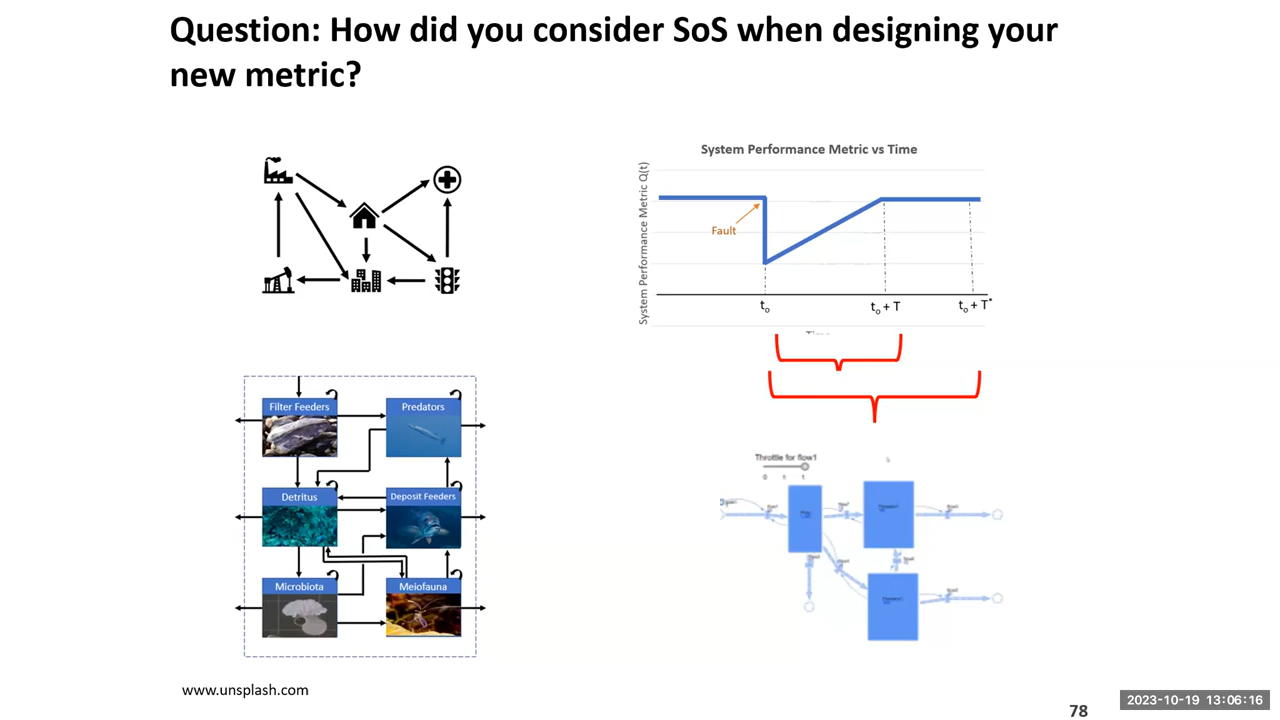 Question: How did you consider SoS when designing your
new metric?
System Performance Metric vs Time
System Performance Metric Q(t)
Fault
to
to + T
to + T*
Filter Feeders
Predators
Detritus
Deposit Feeders
Microbiota
Meiofauna
Throttle for flow1
0 1 t
www.unsplash.com
78
2023-10-19 13:06:16